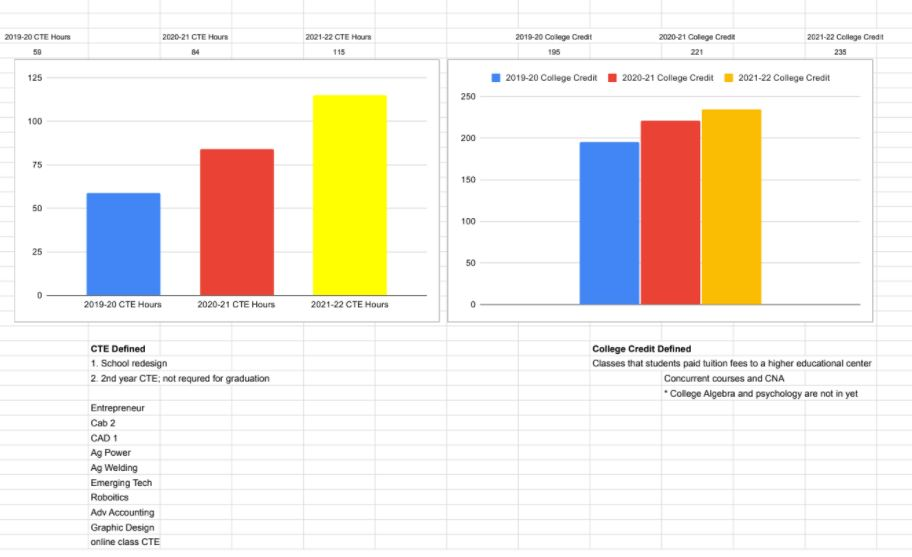 2019-20 CTE Hours 2020-21 CTE Hours 2021-22 CTE Hours
59 84 115
125
100
75
50
25
0
2019-20 CTE Hours 2020-21 CTE Hours 2021-22 CTE Hours
2019-20 College Credit 2020-21 College Credit 2021-22 College Credit
195 221 235
2019-20 College Credit 2020-21 College Credit 2021-22 College Credit
250
200
150
100
50
0
CTE Defined
1. School redesign
2. 2nd year CTE; not requred for graduation
Entrepreneur
Cab 2
CAD 1
Ag Power
Ag Welding
Emerging Tech
Roboitics
Adv Accounting
Graphic Design
online class CTE
College Credit Defined
Classes that students paid tuition fees to a higher educational center
Concurrent courses and CNA
* College Algebra and psychology are not in yet